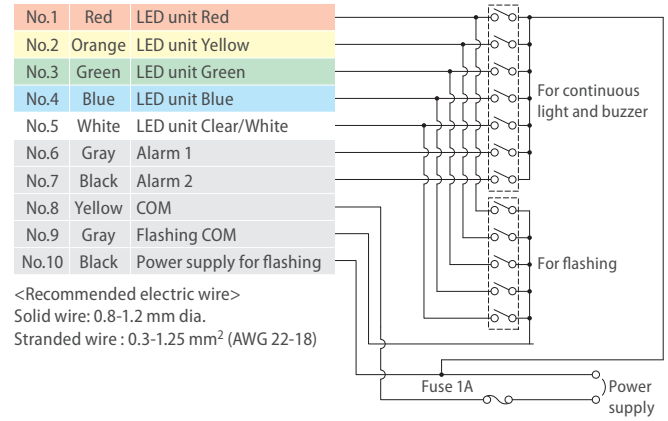 No.1 Red LED unit Red
No.2 Orange LED unit Yellow
No.3 Green LED unit Green
No.4 Blue LED unit Blue
No.5 White LED unit Clear/White
No.6 Gray Alarm 1
No.7 Black Alarm 2
No.8 Yellow COM
No.9 Gray Flashing COM
No.10 Black Power supply for flashing
<Recommended electric wire>
Solid wire: 0.8-1.2 mm dia.
Stranded wire : 0.3-1.25 mm² (AWG 22-18)
For continuous
light and buzzer
For flashing
Fuse 1A
Power
supply